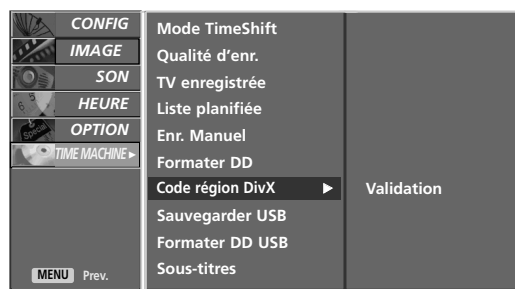 CONFIG
IMAGE
SON
HEURE
OPTION
TIME MACHINE ►
MENU Prev.
Mode TimeShift
Qualité d’enr.
TV enregistrée
Liste planifiée
Enr. Manuel
Formater DD
Code région DivX ►
Sauvegarder USB
Formater DD USB
Sous-titres
Validation